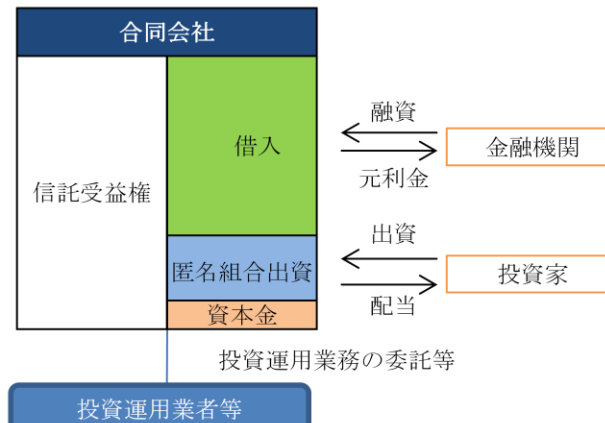 合同会社
信託受益権
借入
匿名組合出資
資本金
融資
元利金
金融機関
出資
配当
投資家
投資運用業務の委託等
投資運用業者等